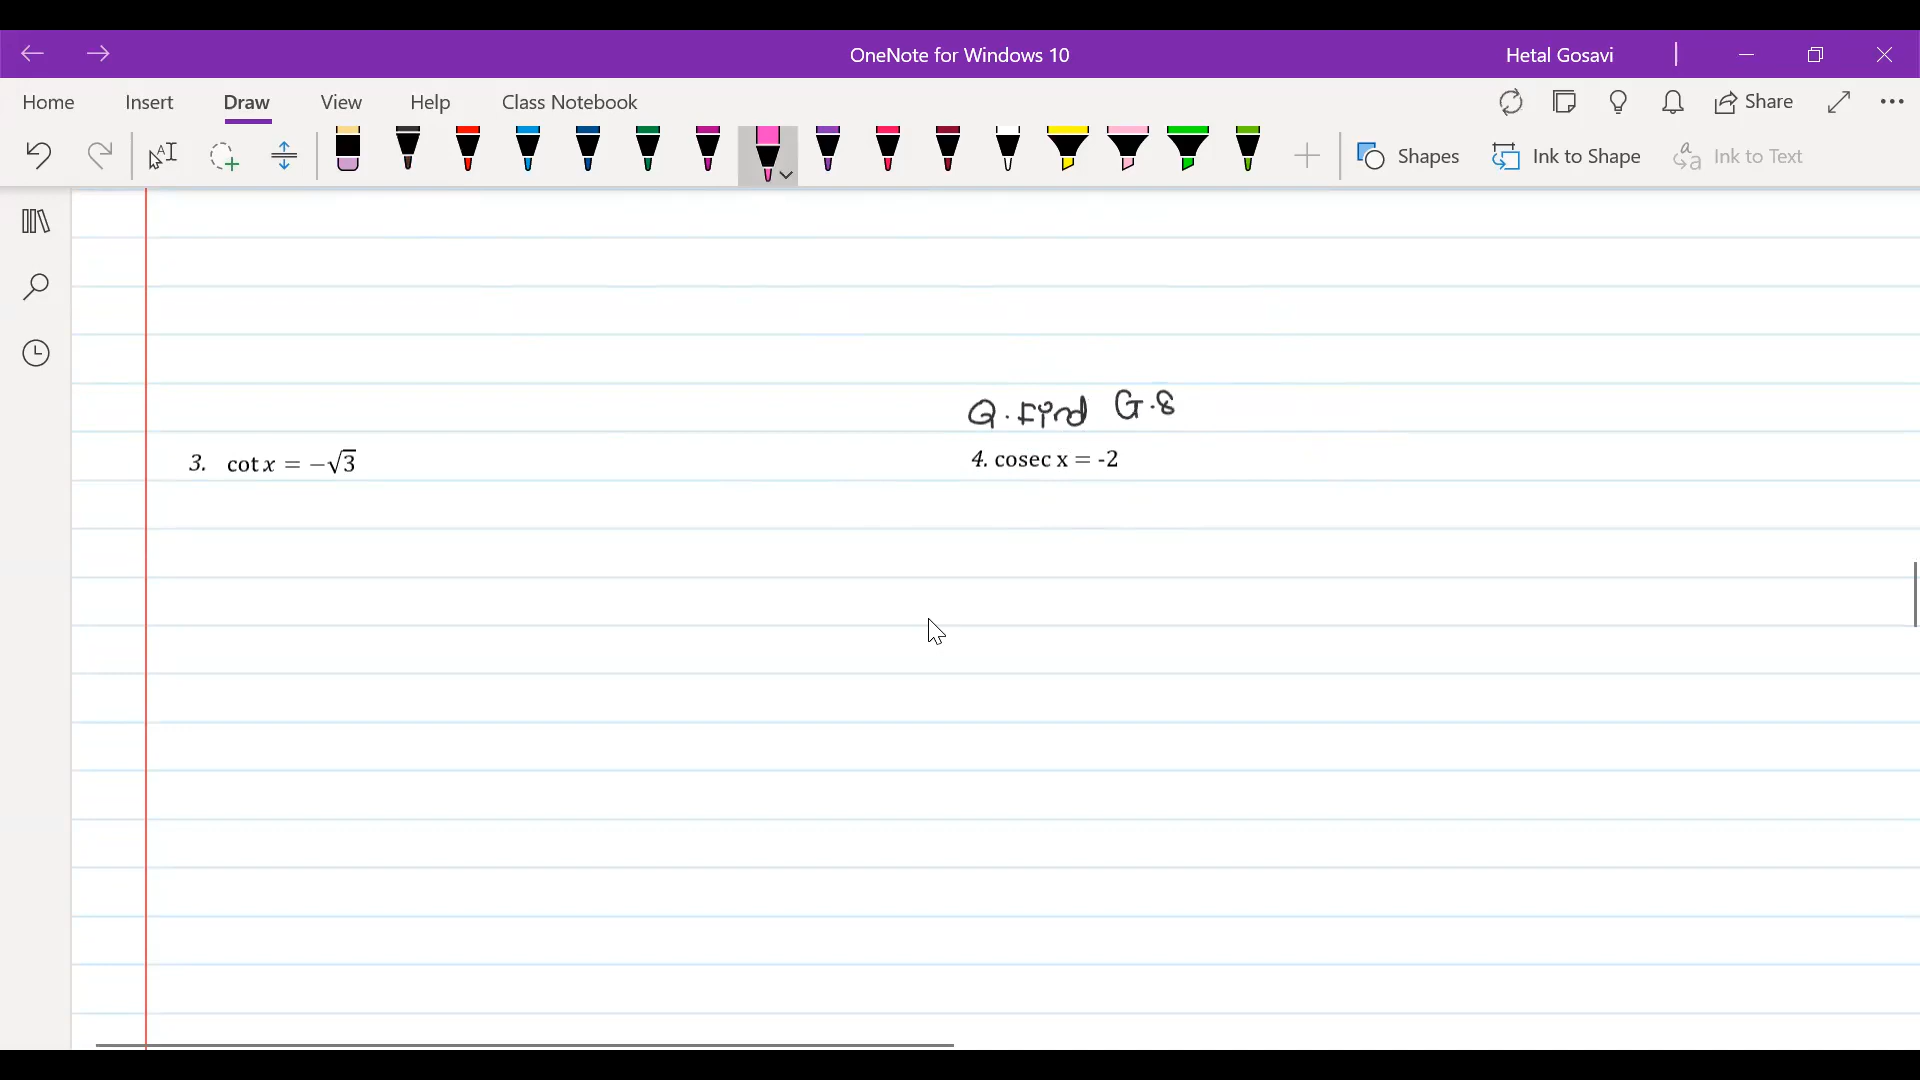 OneNote for Windows 10
Hetal Gosavi
Home Insert Draw View Help Class Notebook
Share
Shapes Ink to Shape Ink to Text
Q. Find G.S
3. cot x = −√3
4. cosec x = -2